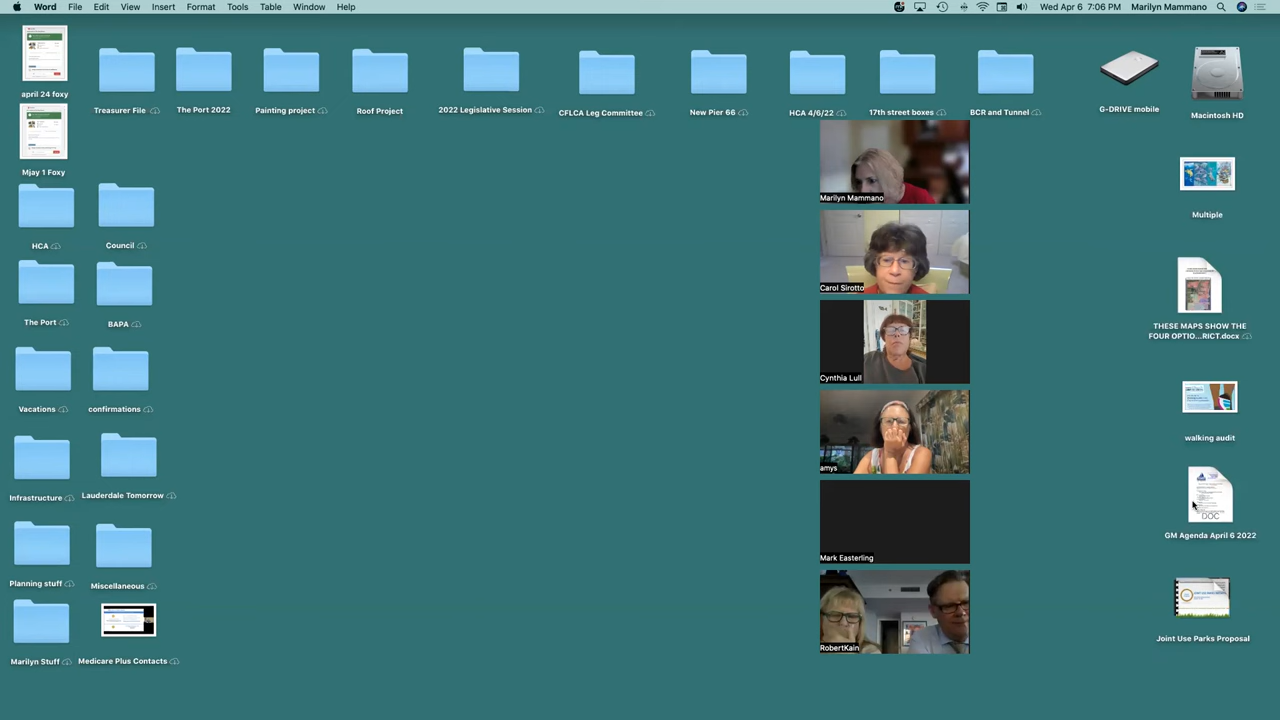 Word File Edit View Insert Format Tools Table Window Help Wed Apr 6 7:06 PM Marilyn Mammano
april 24 foxy
Treasurer File
The Port 2022
Painting project
Roof Project
2022 Legislative Session
CFLCA Leg Committee
New Pier 66
HCA 4/6/22
17th street boxes
BCR and Tunnel
G-DRIVE mobile
Macintosh HD
Mjay 1 Foxy
Marilyn Mammano
Multiple
HCA
Council
Carol Sirotto
The Port
BAPA
THESE MAPS SHOW THE
FOUR OPTIO...RICT.docx
Cynthia Lull
Vacations
confirmations
walking audit
amys
Infrastructure
Lauderdale Tomorrow
DOC
GM Agenda April 6 2022
Mark Easterling
Planning stuff
Miscellaneous
Joint Use Parks Proposal
RobertKain
Marilyn Stuff
Medicare Plus Contacts